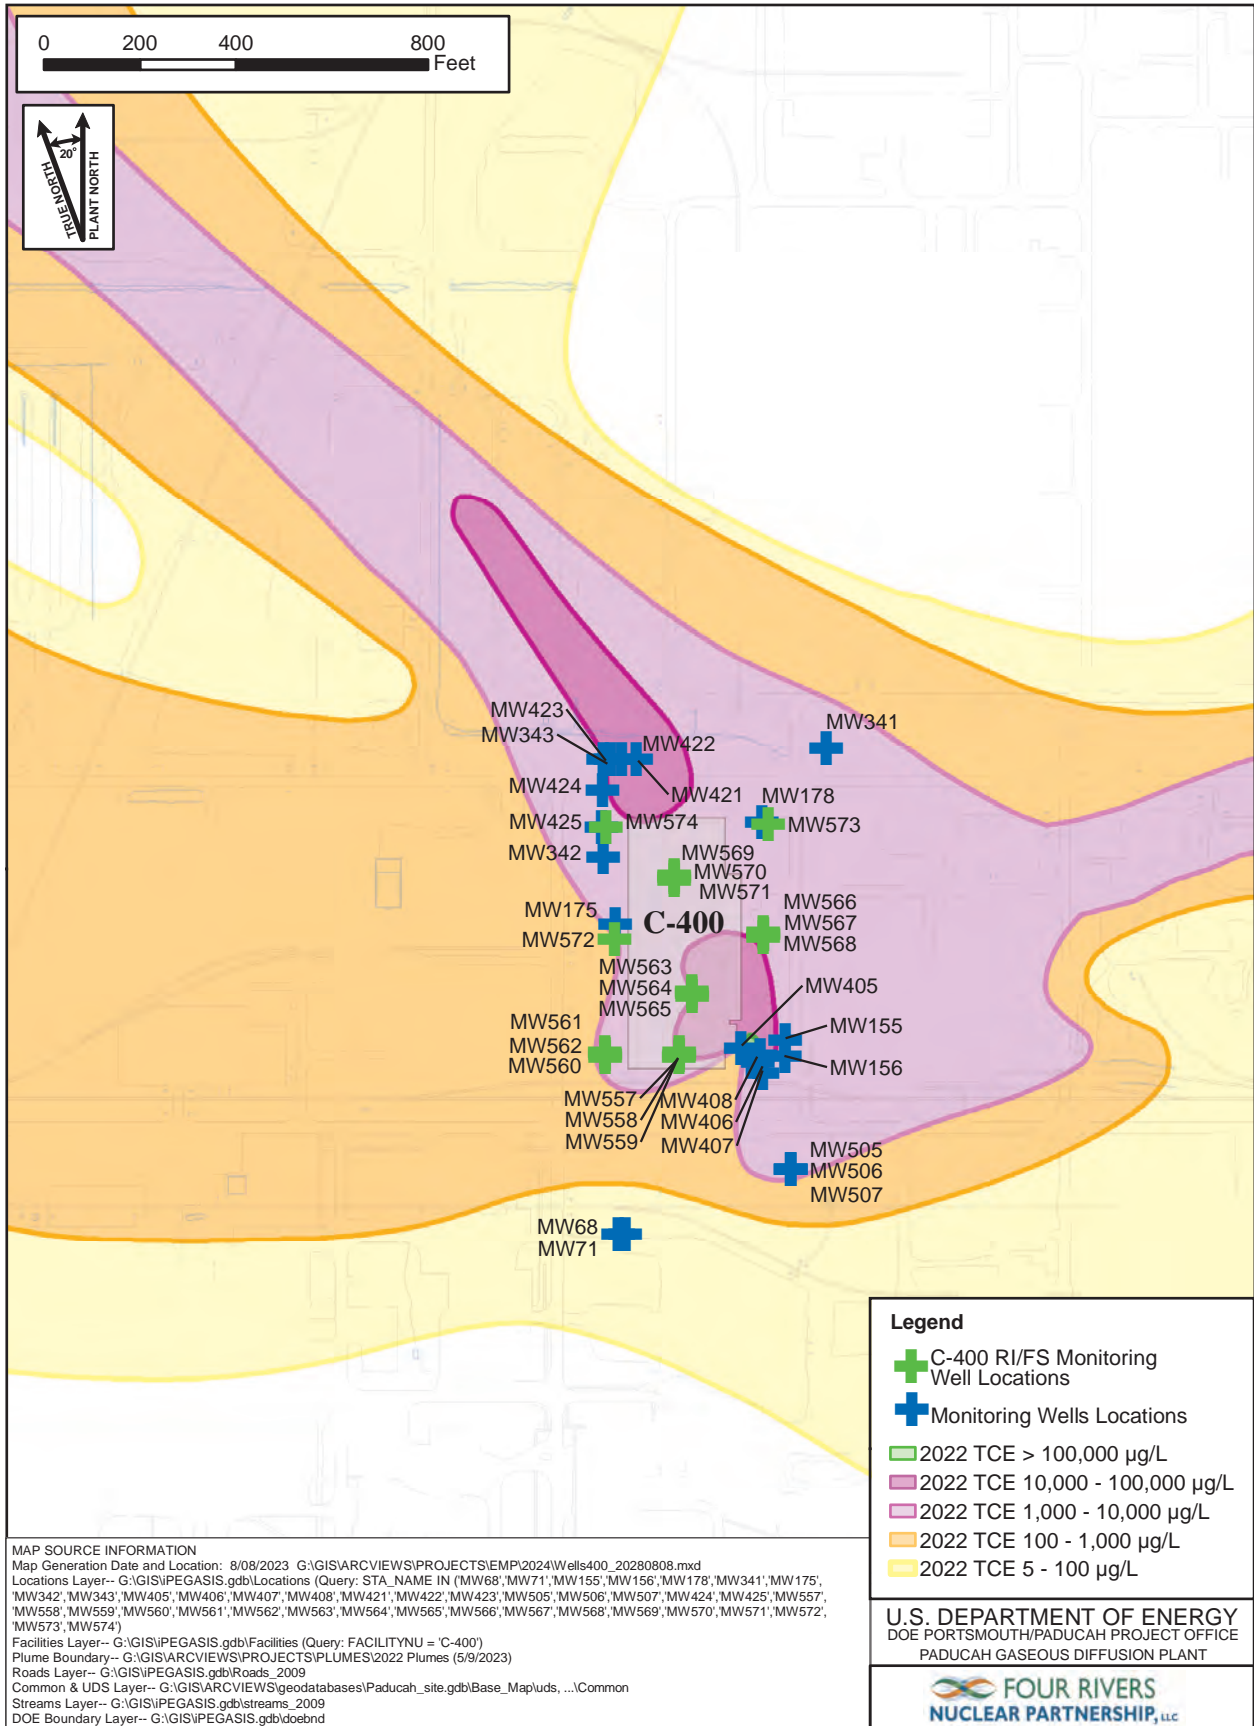 0 200 400 800
Feet
20°
TRUE NORTH
PLANT NORTH
MW423
MW343
MW422
MW341
MW424
MW421
MW178
MW425
MW574
MW573
MW342
MW569
MW570
MW571
MW175
C-400
MW566
MW567
MW568
MW572
MW563
MW564
MW565
MW405
MW561
MW562
MW560
MW155
MW156
MW557
MW558
MW559
MW408
MW406
MW407
MW505
MW506
MW507
MW68
MW71
Legend
C-400 RI/FS Monitoring
Well Locations
Monitoring Wells Locations
2022 TCE > 100,000 µg/L
2022 TCE 10,000 - 100,000 µg/L
2022 TCE 1,000 - 10,000 µg/L
2022 TCE 100 - 1,000 µg/L
2022 TCE 5 - 100 µg/L
MAP SOURCE INFORMATION
Map Generation Date and Location: 8/08/2023 G:\GIS\ARCVIEWS\PROJECTS\EMP\2024\Wells400_20280808.mxd
Locations Layer-- G:\GIS\iPEGASIS.gdb\Locations (Query: STA_NAME IN ('MW68','MW71','MW155','MW156','MW178','MW341','MW175',
'MW342','MW343','MW405','MW406','MW407','MW408','MW421','MW422','MW423','MW505','MW506','MW507','MW424','MW425','MW557',
'MW558','MW559','MW560','MW561','MW562','MW563','MW564','MW565','MW566','MW567','MW568','MW569','MW570','MW571','MW572',
'MW573','MW574')
Facilities Layer-- G:\GIS\iPEGASIS.gdb\Facilities (Query: FACILITYNU = 'C-400')
Plume Boundary-- G:\GIS\ARCVIEWS\PROJECTS\PLUMES\2022 Plumes (5/9/2023)
Roads Layer-- G:\GIS\iPEGASIS.gdb\Roads_2009
Common & UDS Layer-- G:\GIS\ARCVIEWS\geodatabases\Paducah_site.gdb\Base_Map\uds, ...\Common
Streams Layer-- G:\GIS\iPEGASIS.gdb\streams_2009
DOE Boundary Layer-- G:\GIS\iPEGASIS.gdb\doebnd
U.S. DEPARTMENT OF ENERGY
DOE PORTSMOUTH/PADUCAH PROJECT OFFICE
PADUCAH GASEOUS DIFFUSION PLANT
FOUR RIVERS
NUCLEAR PARTNERSHIP, LLC